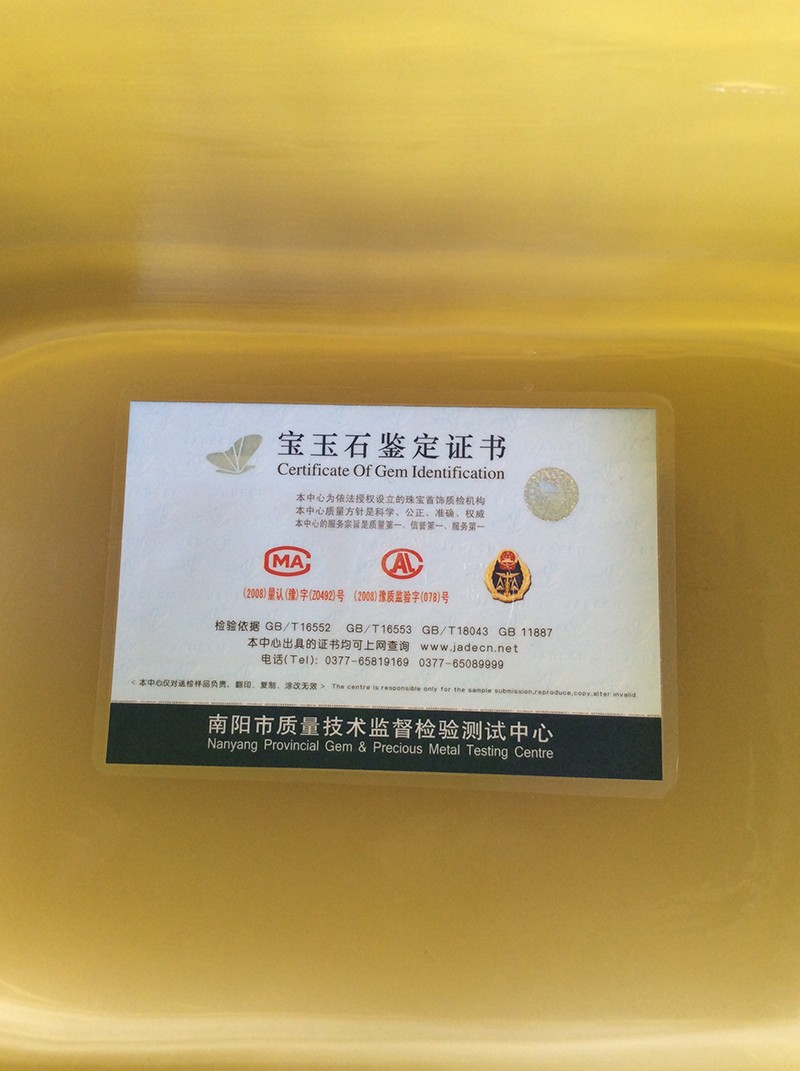 宝玉石鉴定证书
Certificate Of Gem Identification
本中心为依法授权设立的珠宝首饰质检机构
本中心质量方针是科学、公正、准确、权威
本中心的服务宗旨是质量第一、信誉第一、服务第一
MA
AL
(2008)量认(豫)字(Z0492)号 (2008)豫质监验字(078)号
检验依据 GB/T16552 GB/T16553 GB/T18043 GB 11887
本中心出具的证书均可上网查询 www.jadecn.net
电话(Tel): 0377-65819169 0377-65089999
<本中心仅对送检样品负责，翻印、复制、涂改无效> The centre is responsible only for the sample submission,reproduce,copy,alter invalid.
南阳市质量技术监督检验测试中心
Nanyang Provincial Gem & Precious Metal Testing Centre